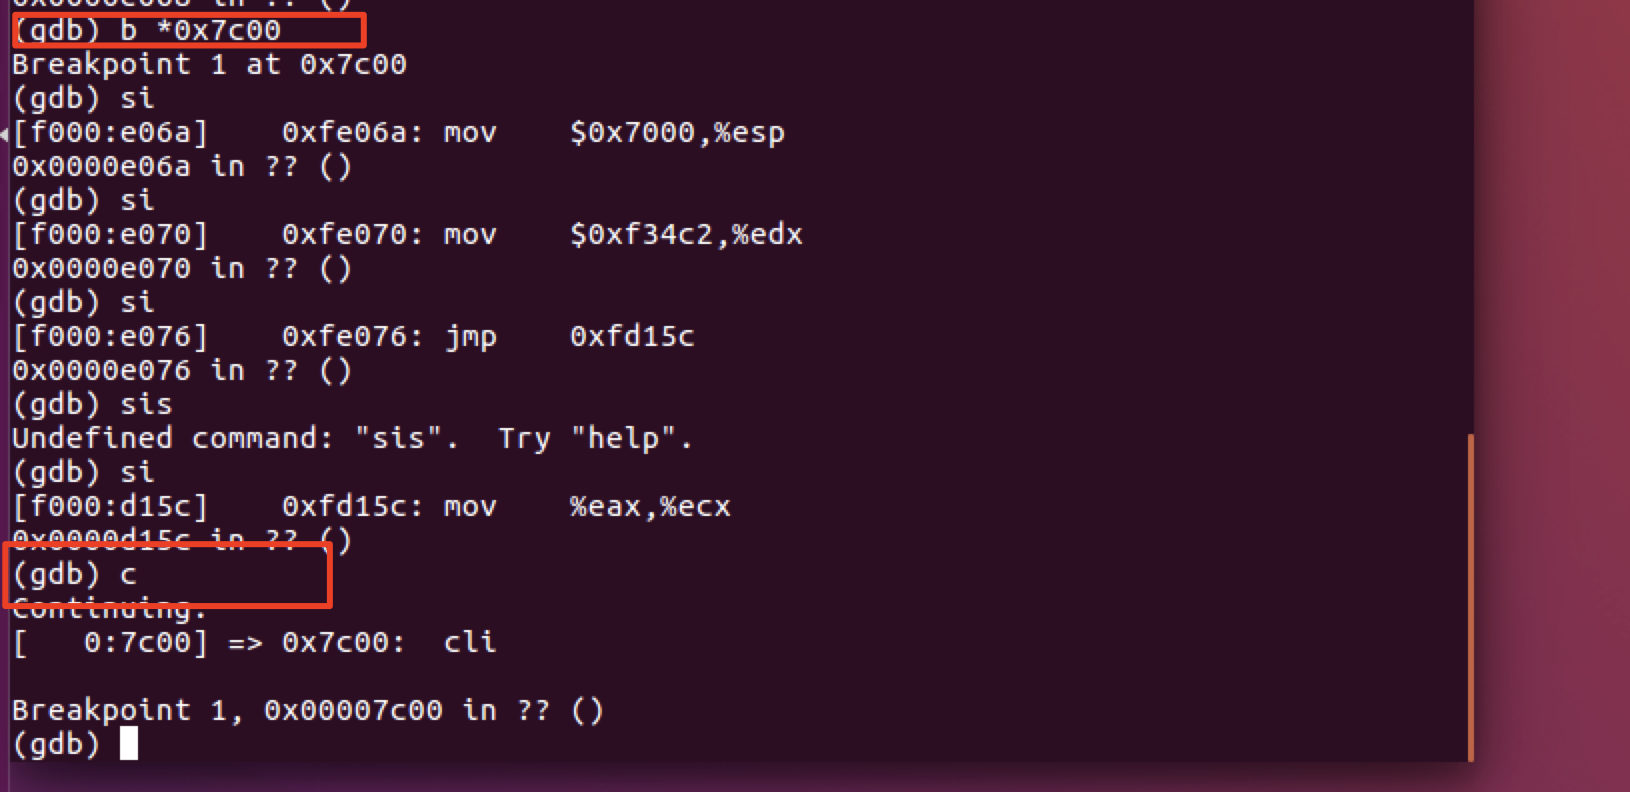 0x0000e068 in ?? ()
(gdb) b *0x7c00
Breakpoint 1 at 0x7c00
(gdb) si
[f000:e06a]    0xfe06a: mov    $0x7000,%esp
0x0000e06a in ?? ()
(gdb) si
[f000:e070]    0xfe070: mov    $0xf34c2,%edx
0x0000e070 in ?? ()
(gdb) si
[f000:e076]    0xfe076: jmp    0xfd15c
0x0000e076 in ?? ()
(gdb) sis
Undefined command: "sis".  Try "help".
(gdb) si
[f000:d15c]    0xfd15c: mov    %eax,%ecx
0x0000d15c in ?? ()
(gdb) c
Continuing.
[   0:7c00] => 0x7c00:  cli
Breakpoint 1, 0x00007c00 in ?? ()
(gdb)